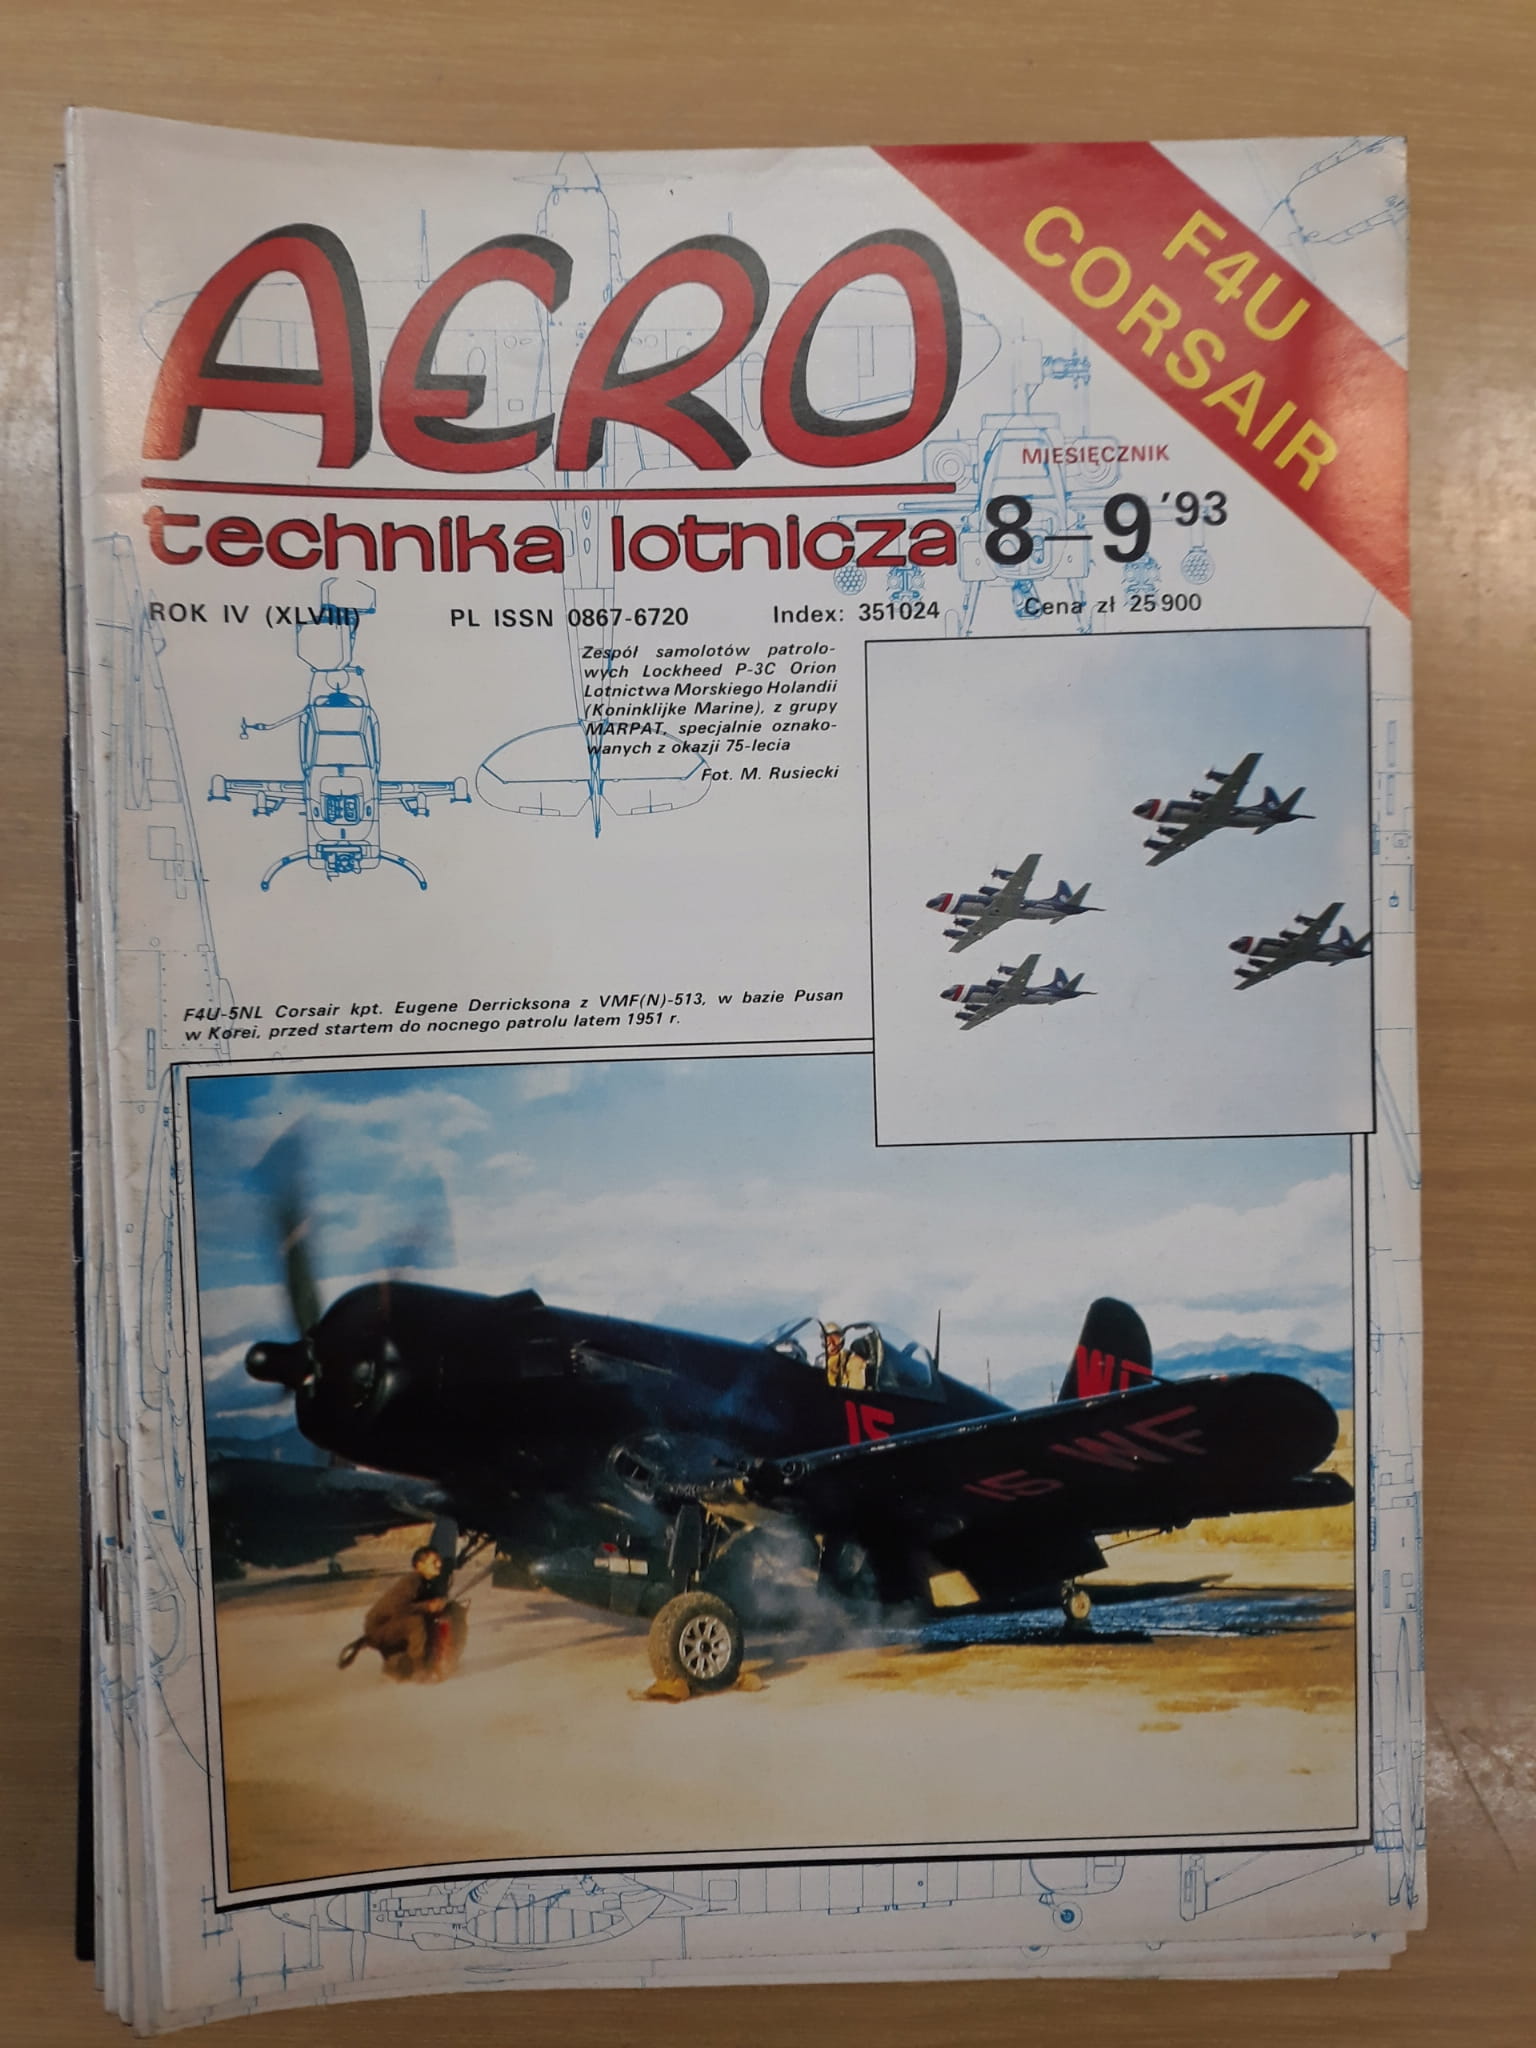 F4U
CORSAIR
AERO
MIESIĘCZNIK
technika lotnicza 8—9 '93
ROK IV (XLVIII) PL ISSN 0867-6720 Index: 351024 Cena zł 25 900
Zespół samolotów patrolo-
wych Lockheed P-3C Orion
Lotnictwa Morskiego Holandii
(Koninklijke Marine), z grupy
MARPAT, specjalnie oznako-
wanych z okazji 75-lecia
Fot. M. Rusiecki
F4U-5NL Corsair kpt. Eugene Derricksona z VMF(N)-513, w bazie Pusan
w Korei, przed startem do nocnego patrolu latem 1951 r.
WF
15
15 WF